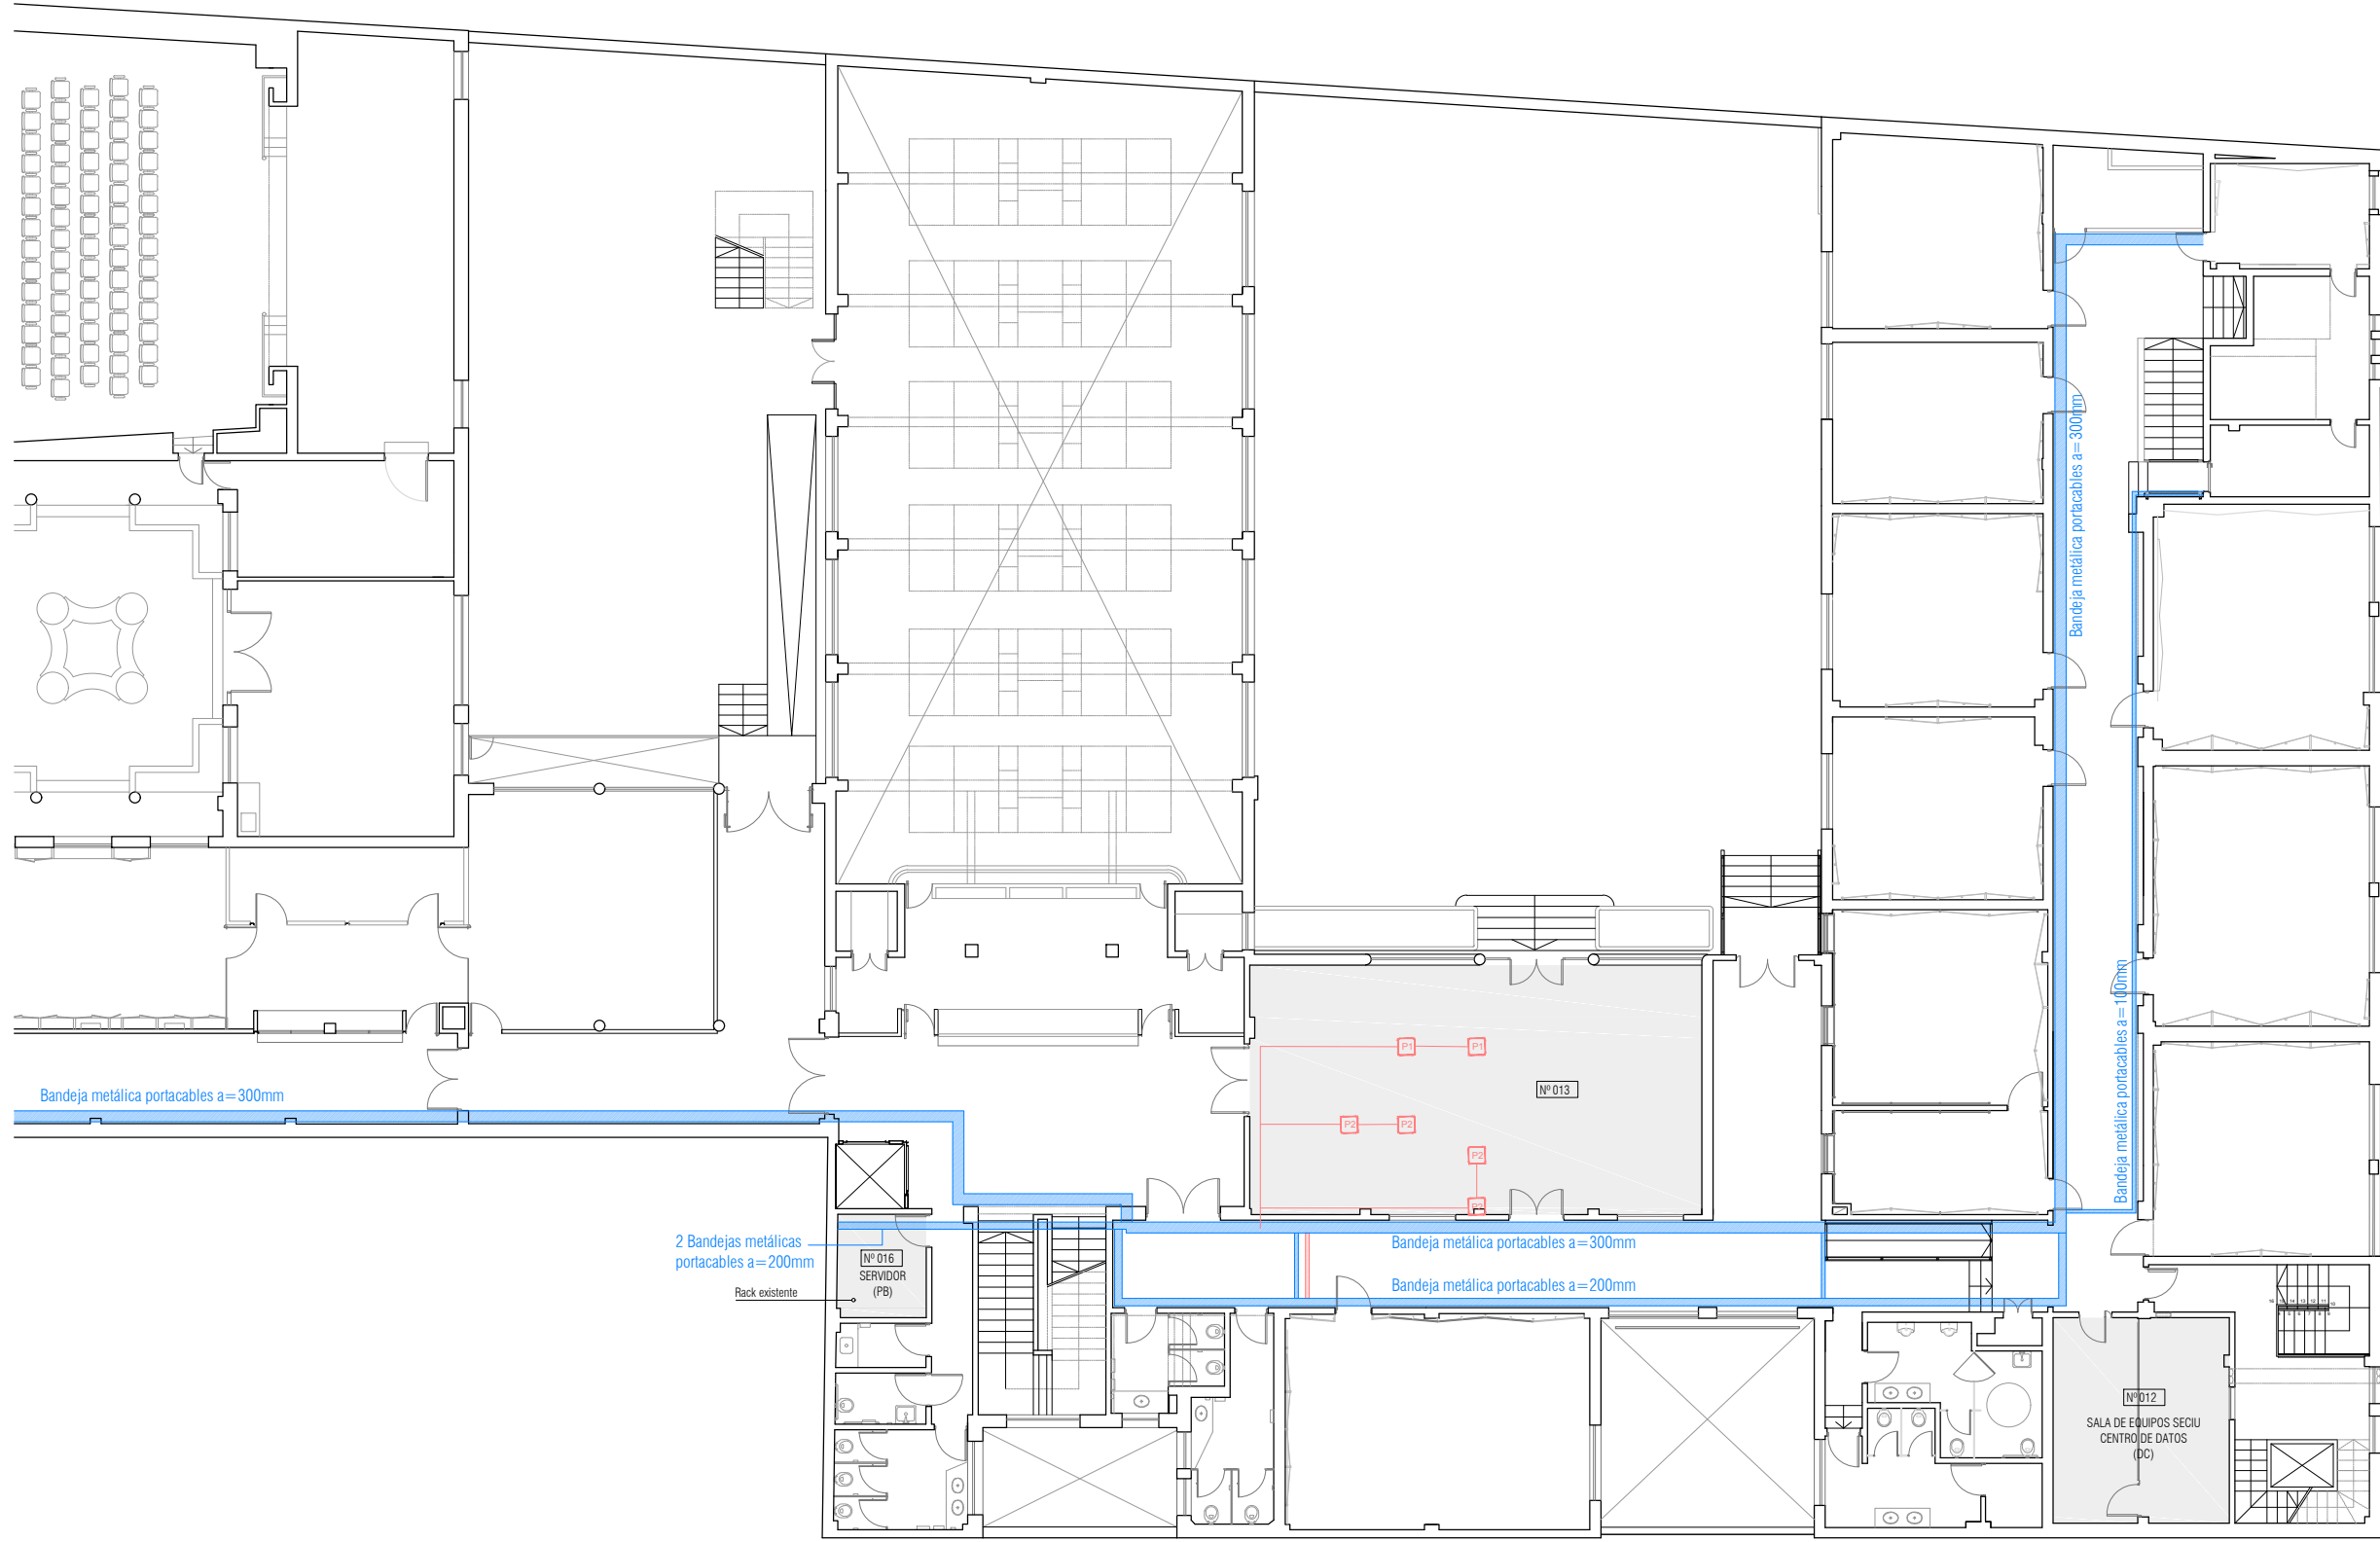 Bandeja metálica portacables a=300mm
Bandeja metálica portacables a=100mm
Bandeja metálica portacables a=300mm
P1 P1
Nº 013
P2 P2
P2
P2
2 Bandejas metálicas
portacables a=200mm
Nº 016
SERVIDOR
(PB)
Rack existente
Bandeja metálica portacables a=300mm
Bandeja metálica portacables a=200mm
Nº 012
SALA DE EQUIPOS SECIU
CENTRO DE DATOS
(DC)